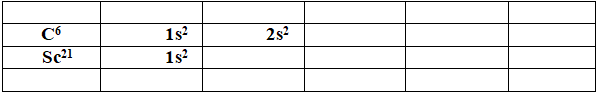 C⁶ 1s² 2s²
Sc²¹ 1s²